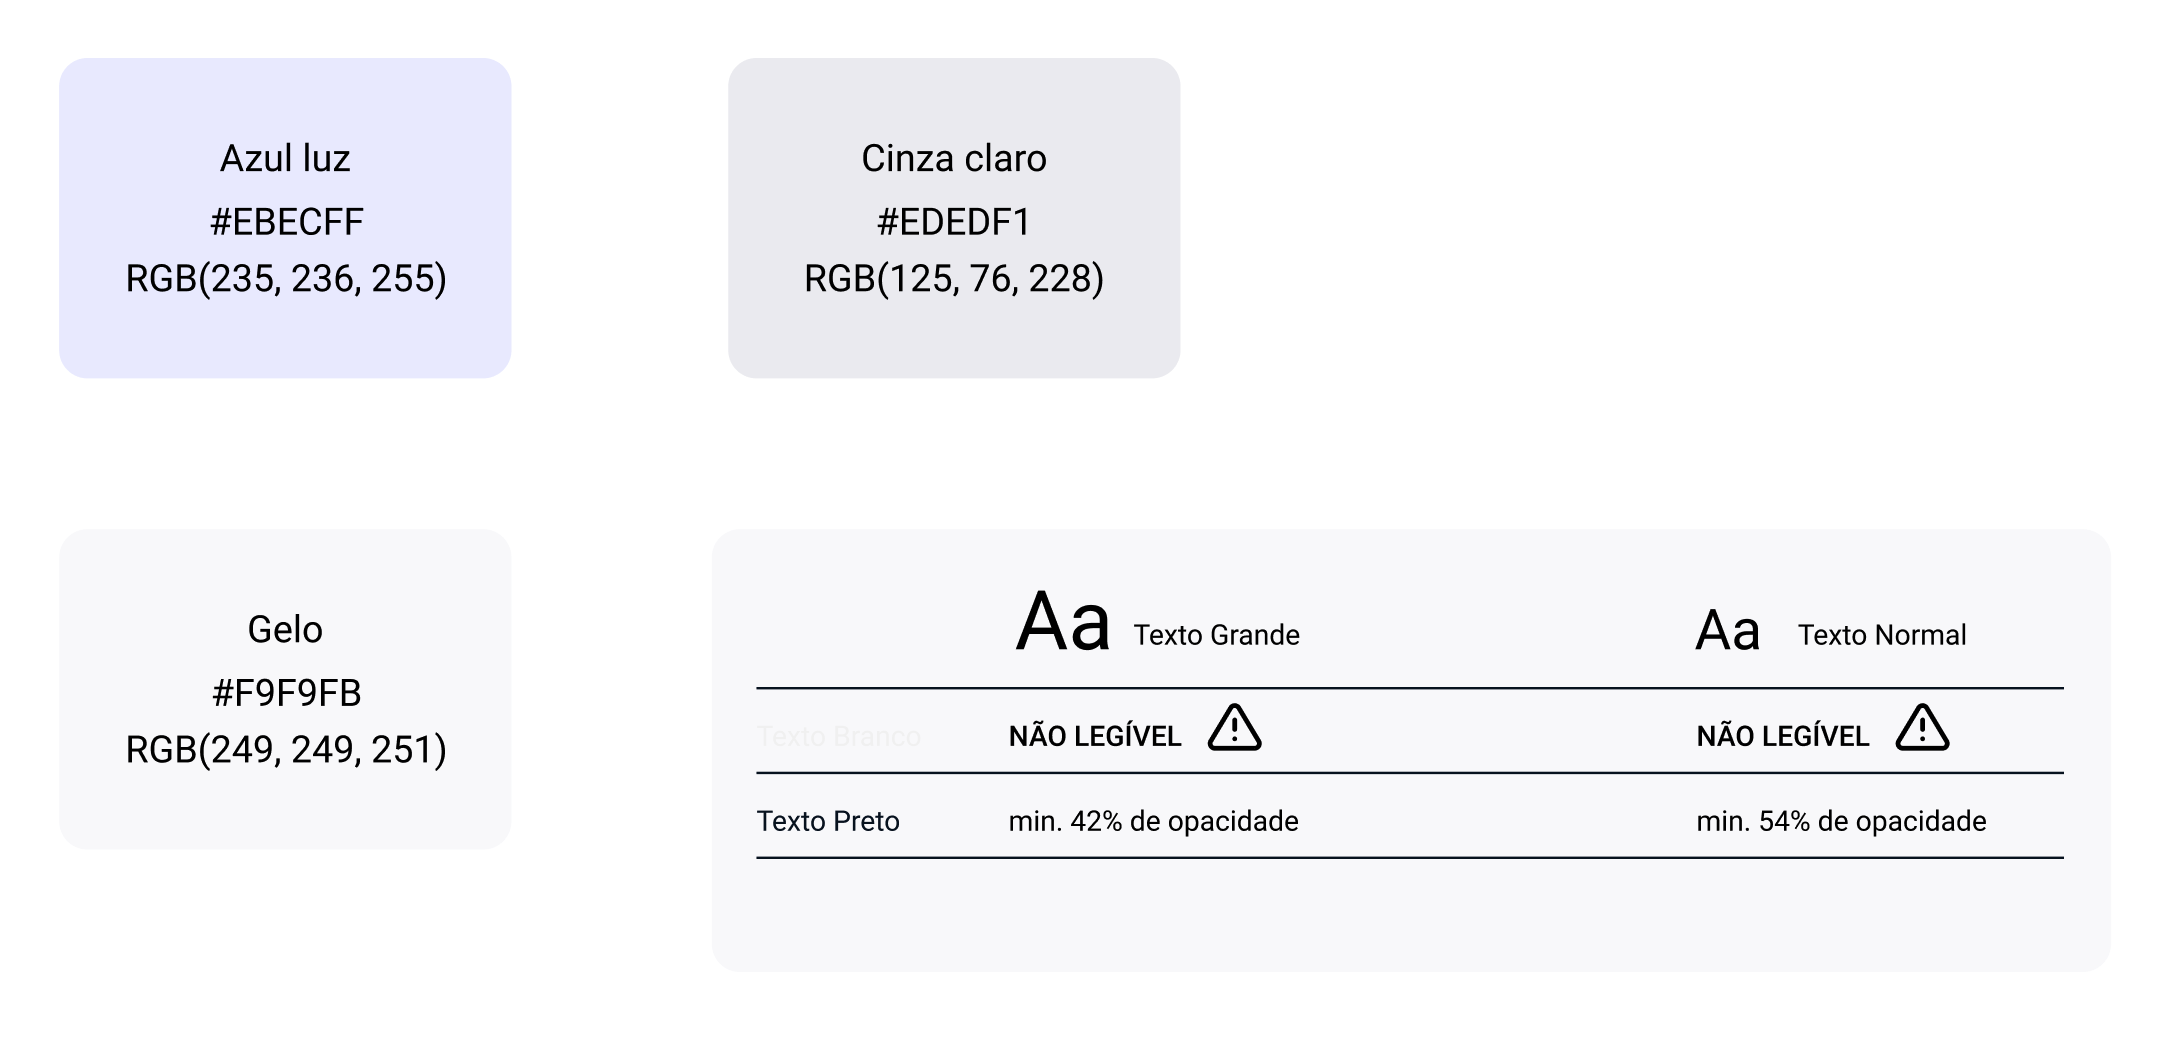 Azul luz
#EBECFF
RGB(235, 236, 255)
Cinza claro
#EDEDF1
RGB(125, 76, 228)
Gelo
#F9F9FB
RGB(249, 249, 251)
Aa Texto Grande Aa Texto Normal
Texto Branco NÃO LEGÍVEL NÃO LEGÍVEL
Texto Preto min. 42% de opacidade min. 54% de opacidade